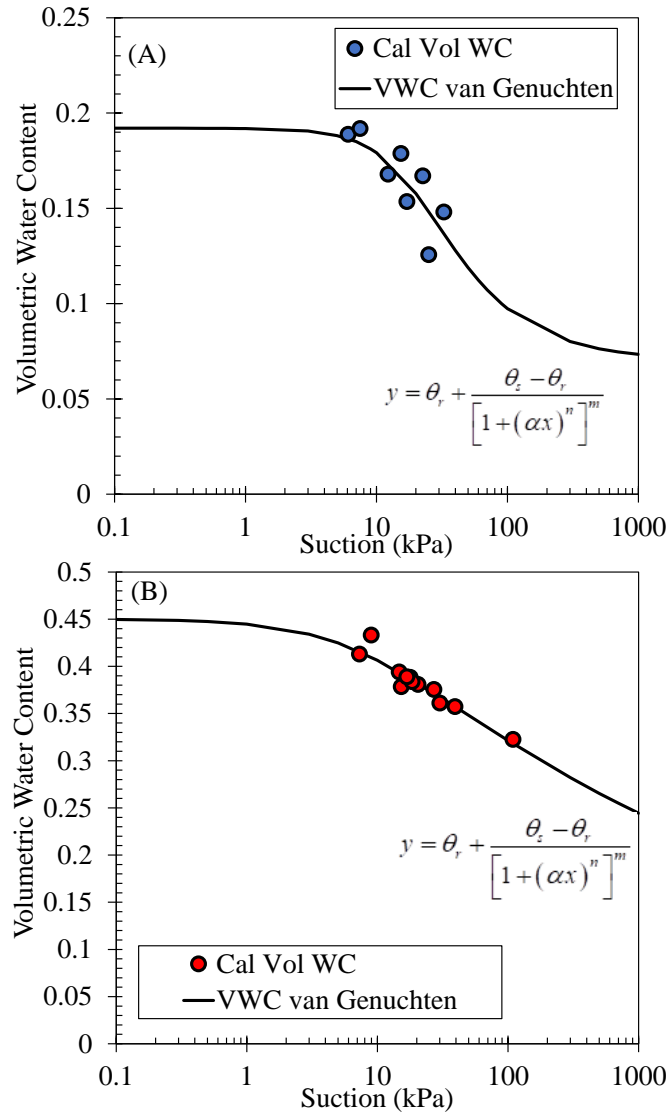 0.25
(A)
Cal Vol WC
VWC van Genuchten
0.2
0.15
0.1
0.05
0
Volumetric Water Content
y = θr + (θs − θr) / [1 + (αx)^n]^m
0.1 1 10 100 1000
Suction (kPa)
0.5
(B)
0.45
0.4
0.35
0.3
0.25
0.2
0.15
0.1
0.05
0
Volumetric Water Content
y = θr + (θs − θr) / [1 + (αx)^n]^m
Cal Vol WC
VWC van Genuchten
0.1 1 10 100 1000
Suction (kPa)